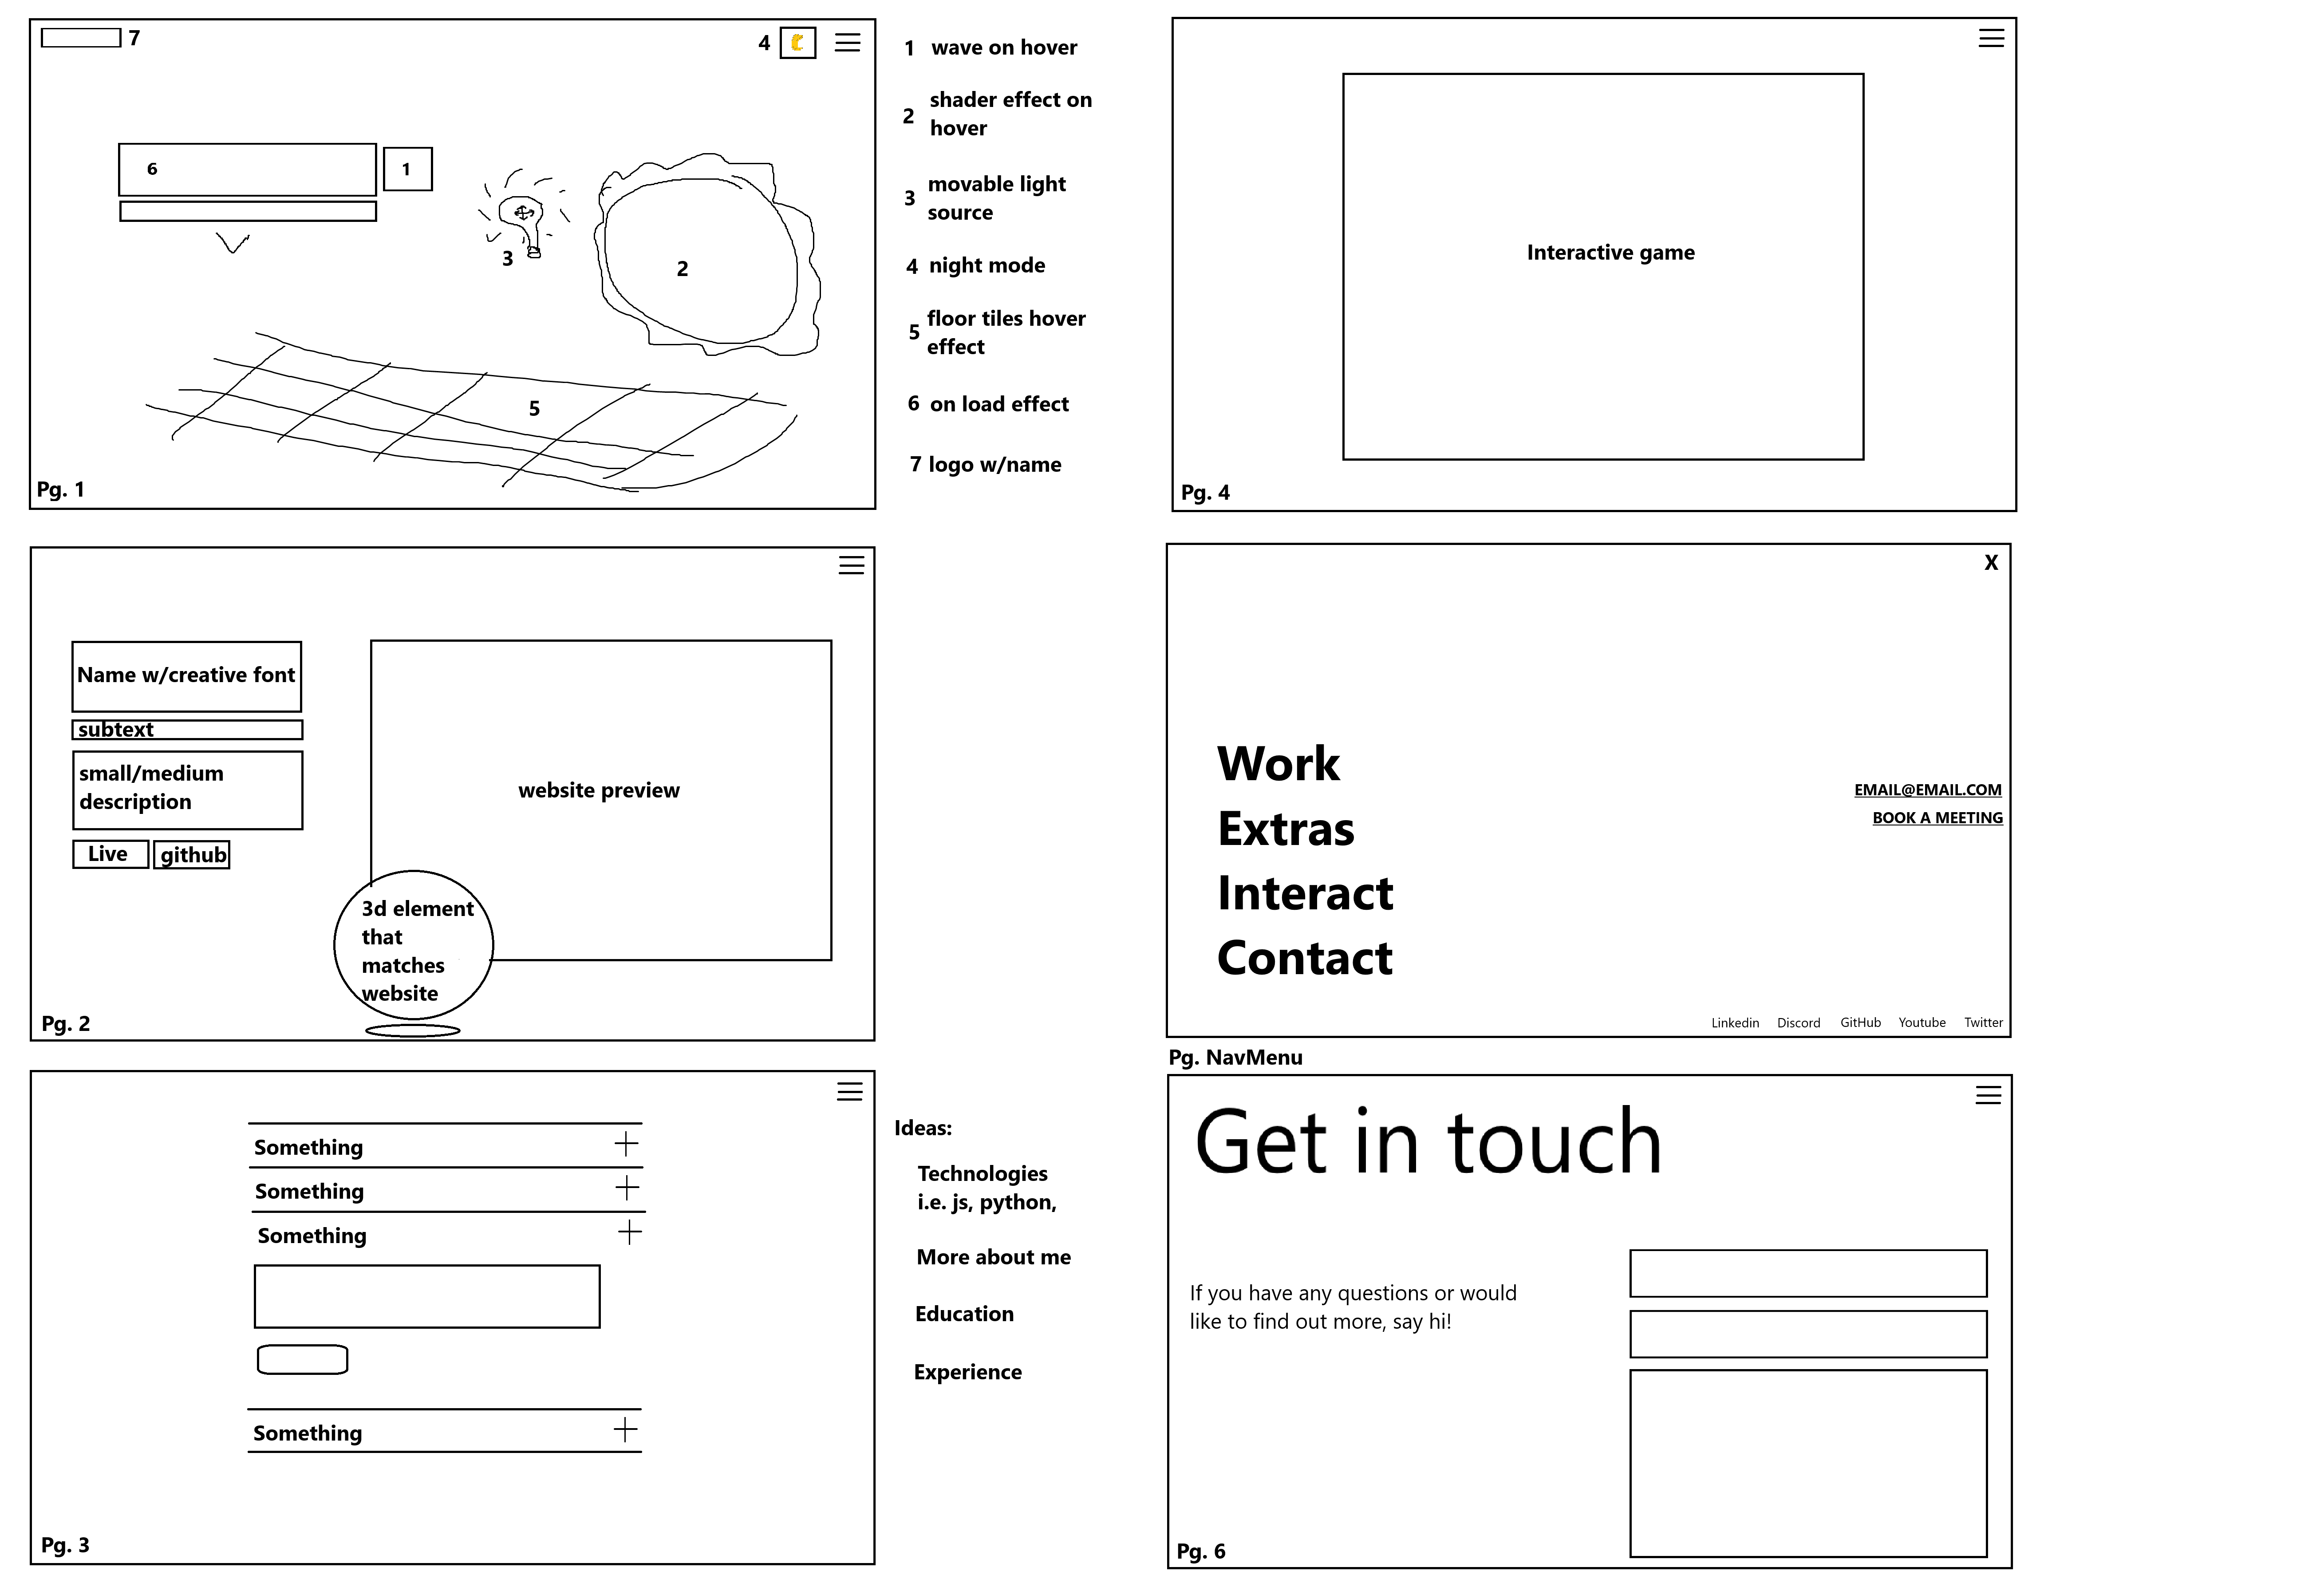 7
4
6
1
3
2
5
Pg. 1
1 wave on hover
2 shader effect on
hover
3 movable light
source
4 night mode
5 floor tiles hover
effect
6 on load effect
7 logo w/name
Interactive game
Pg. 4
Name w/creative font
subtext
small/medium
description
Live
github
website preview
3d element
that
matches
website
Pg. 2
X
Work
Extras
Interact
Contact
EMAIL@EMAIL.COM
BOOK A MEETING
Linkedin Discord GitHub Youtube Twitter
Pg. NavMenu
Something
Something
Something
Something
Pg. 3
Ideas:
Technologies
i.e. js, python,
More about me
Education
Experience
Get in touch
If you have any questions or would
like to find out more, say hi!
Pg. 6